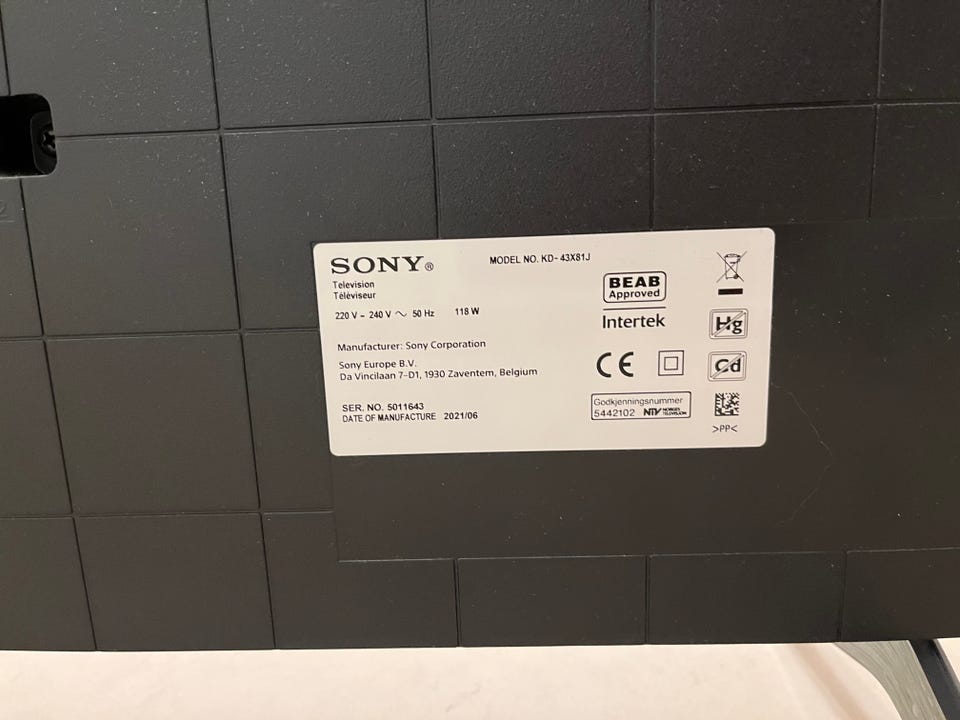 SONY®
MODEL NO. KD- 43X81J
Television
Téléviseur
220 V - 240 V ~ 50 Hz 118 W
Manufacturer: Sony Corporation
Sony Europe B.V.
Da Vincilaan 7-D1, 1930 Zaventem, Belgium
SER. NO. 5011643
DATE OF MANUFACTURE 2021/06
BEAB
Approved
Intertek
CE
Godkjenningsnummer
5442102 NTV NORGES TELEVISJON
Hg
Cd
>PP<